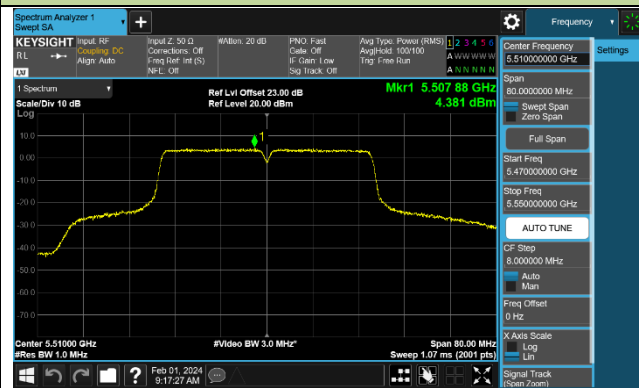 Spectrum Analyzer 1
Swept SA
Frequency
KEYSIGHT
Input: RF
Coupling: DC
Align: Auto
Input Z: 50 Ω
Corrections: Off
Freq Ref: Int (S)
NFE: Off
#Atten: 20 dB
PNO: Fast
Gate: Off
IF Gain: Low
Sig Track: Off
Avg Type: Power (RMS)
Avg|Hold: 100/100
Trig: Free Run
1 2 3 4 5 6
A W W W W W
A N N N N N
RL
LXI
1 Spectrum
Scale/Div 10 dB
Log
Ref Lvl Offset 23.00 dB
Ref Level 20.00 dBm
Mkr1 5.507 88 GHz
4.381 dBm
1
10.0
0.00
-10.0
-20.0
-30.0
-40.0
-50.0
-60.0
-70.0
Center 5.51000 GHz
#Res BW 1.0 MHz
#Video BW 3.0 MHz*
Span 80.00 MHz
Sweep 1.07 ms (2001 pts)
Center Frequency
5.510000000 GHz
Settings
Span
80.0000000 MHz
Swept Span
Zero Span
Full Span
Start Freq
5.470000000 GHz
Stop Freq
5.550000000 GHz
AUTO TUNE
CF Step
8.000000 MHz
Auto
Man
Freq Offset
0 Hz
X Axis Scale
Log
Lin
Signal Track
(Span Zoom)
Feb 01, 2024
9:17:27 AM